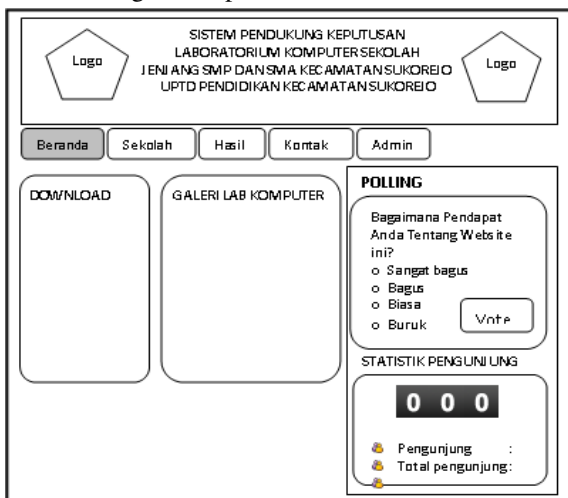 Logo
SISTEM PENDUKUNG KEPUTUSAN
LABORATORIUM KOMPUTER SEKOLAH
JENJANG SMP DAN SMA KECAMATAN SUKOREJO
UPTD PENDIDIKAN KECAMATAN SUKOREJO
Logo
Beranda
Sekolah
Hasil
Kontak
Admin
DOWNLOAD
GALERI LAB KOMPUTER
POLLING
Bagaimana Pendapat
Anda Tentang Website
ini?
o Sangat bagus
o Bagus
o Biasa
o Buruk
Vote
STATISTIK PENGUNJUNG
0 0 0
Pengunjung :
Total pengunjung: